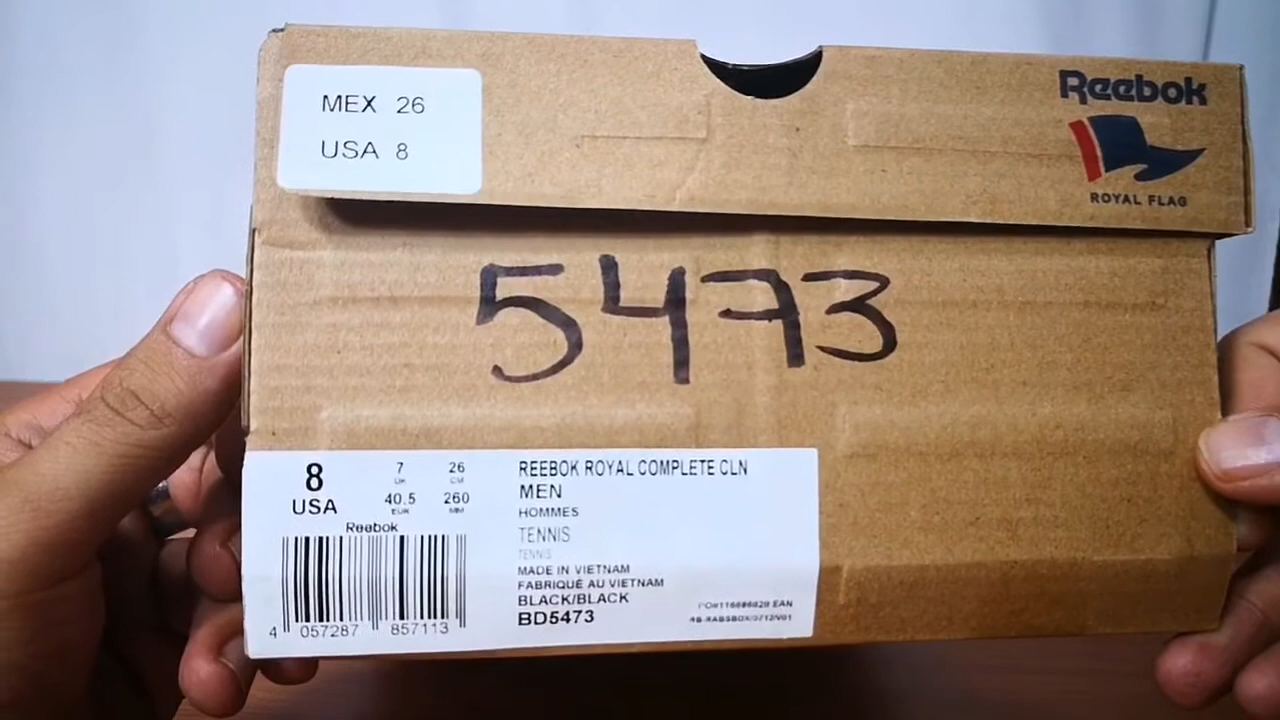 MEX 26
USA 8
Reebok
ROYAL FLAG
5473
8
USA
7
UK
26
CM
40.5
EUR
260
MM
Reebok
4 057287 857113
REEBOK ROYAL COMPLETE CLN
MEN
HOMMES
TENNIS
TENNIS
MADE IN VIETNAM
FABRIQUÉ AU VIETNAM
BLACK/BLACK
BD5473